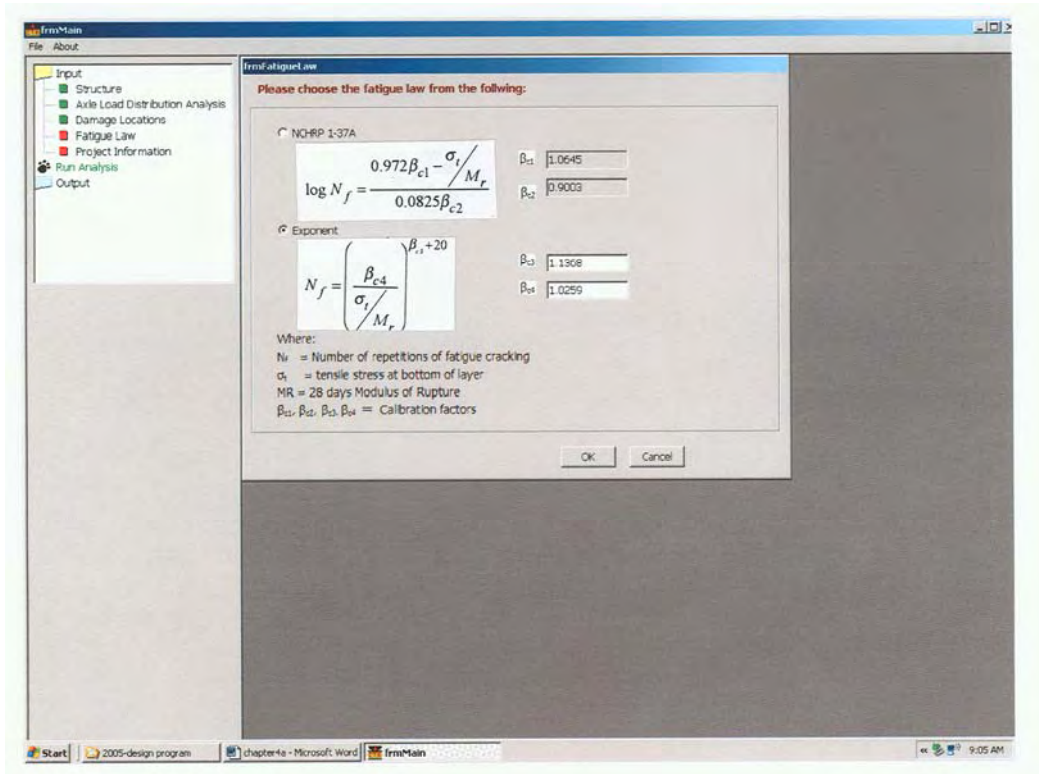 frmMain
File About
Input
Structure
Axle Load Distribution Analysis
Damage Locations
Fatigue Law
Project Information
Run Analysis
Output
frmFatigueLaw
Please choose the fatigue law from the follwing:
NCHRP 1-37A
log N_f = (0.972β_c1 − σ_t/M_r) / (0.0825β_c2)
β_c1 1.0645
β_c2 0.9003
Exponent
N_f = (β_c4 / (σ_t/M_r))^(β_c3+20)
β_c3 1.1368
β_c4 1.0259
Where:
N_f = Number of repetitions of fatigue cracking
σ_t = tensile stress at bottom of layer
MR = 28 days Modulus of Rupture
β_c1, β_c2, β_c3, β_c4 = Calibration factors
OK Cancel
Start 2005-design program chapter4a - Microsoft Word frmMain 9:05 AM